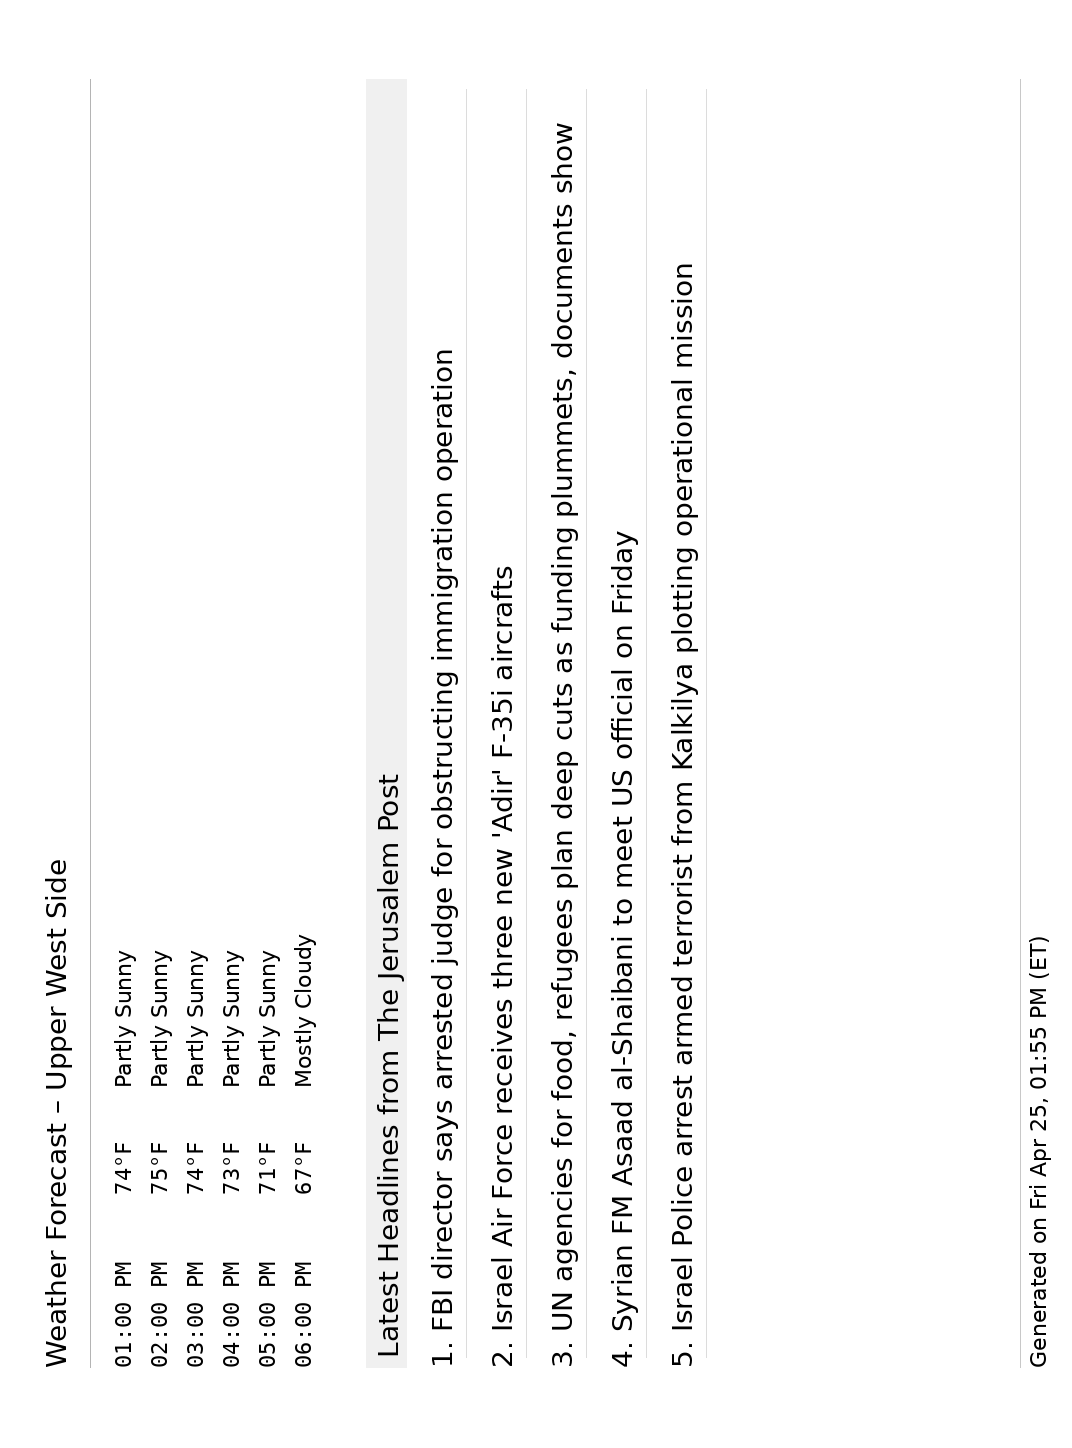 Weather Forecast – Upper West Side
01:00 PM 74°F Partly Sunny
02:00 PM 75°F Partly Sunny
03:00 PM 74°F Partly Sunny
04:00 PM 73°F Partly Sunny
05:00 PM 71°F Partly Sunny
06:00 PM 67°F Mostly Cloudy
Latest Headlines from The Jerusalem Post
1. FBI director says arrested judge for obstructing immigration operation
2. Israel Air Force receives three new 'Adir' F-35i aircrafts
3. UN agencies for food, refugees plan deep cuts as funding plummets, documents show
4. Syrian FM Asaad al-Shaibani to meet US official on Friday
5. Israel Police arrest armed terrorist from Kalkilya plotting operational mission
Generated on Fri Apr 25, 01:55 PM (ET)